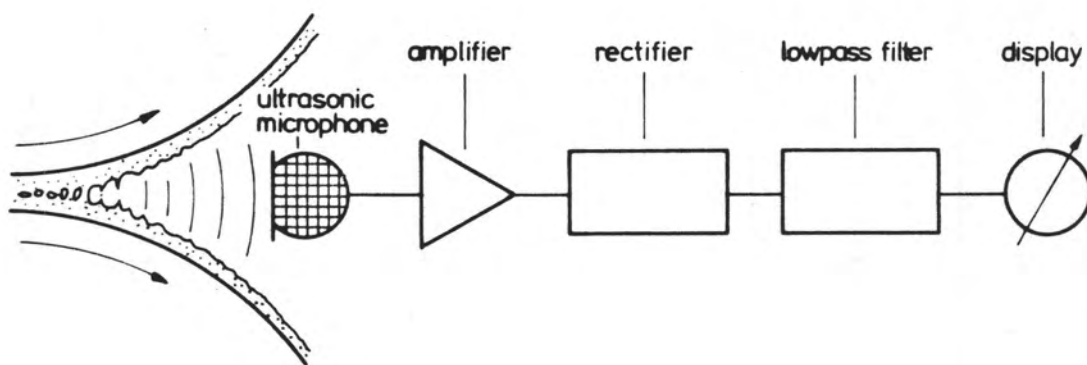 amplifier
rectifier
lowpass filter
display
ultrasonic
microphone